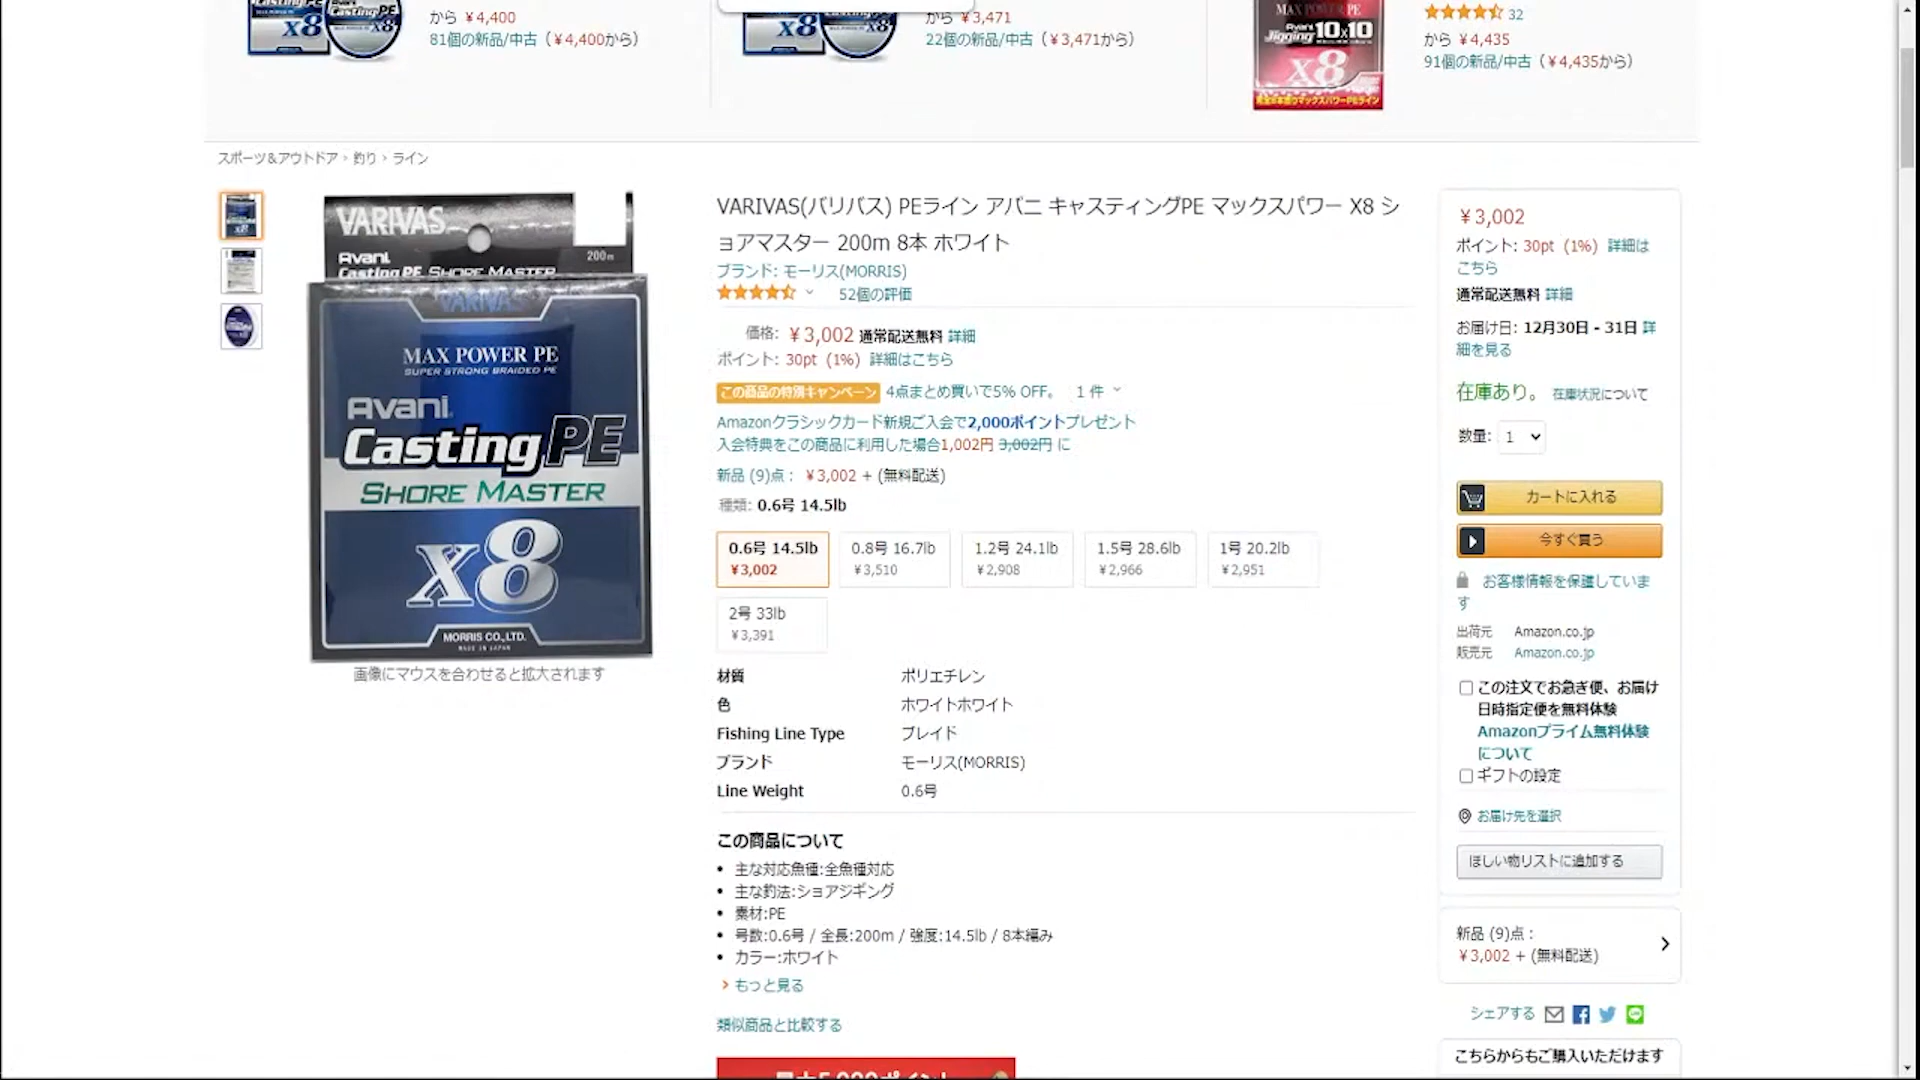 Casting PE
X8
Casting PE
x8
から ￥4,400
81個の新品/中古（￥4,400から）
X8
x8
から ￥3,471
22個の新品/中古（￥3,471から）
MAX POWER PE
Avani
Jigging 10x10
x8
32
から ￥4,435
91個の新品/中古（￥4,435から）
スポーツ&アウトドア › 釣り › ライン
VARIVAS
Avani
Casting PE SHORE MASTER
200m
VARIVAS
MAX POWER PE
SUPER STRONG BRAIDED PE
Avani
Casting PE
SHORE MASTER
x8
MORRIS CO.,LTD.
MADE IN JAPAN
画像にマウスを合わせると拡大されます
VARIVAS(バリバス) PEライン アバニ キャスティングPE マックスパワー X8 シ
ョアマスター 200m 8本 ホワイト
ブランド: モーリス(MORRIS)
52個の評価
価格: ￥3,002 通常配送無料 詳細
ポイント: 30pt (1%) 詳細はこちら
この商品の特別キャンペーン 4点まとめ買いで5% OFF。 1 件
Amazonクラシックカード新規ご入会で2,000ポイントプレゼント
入会特典をこの商品に利用した場合1,002円 3,002円 に
新品 (9)点： ￥3,002 + (無料配送)
種類: 0.6号 14.5lb
0.6号 14.5lb
￥3,002
0.8号 16.7lb
￥3,510
1.2号 24.1lb
￥2,908
1.5号 28.6lb
￥2,966
1号 20.2lb
￥2,951
2号 33lb
￥3,391
材質 ポリエチレン
色 ホワイトホワイト
Fishing Line Type ブレイド
ブランド モーリス(MORRIS)
Line Weight 0.6号
この商品について
• 主な対応魚種:全魚種対応
• 主な釣法:ショアジギング
• 素材:PE
• 号数:0.6号 / 全長:200m / 強度:14.5lb / 8本編み
• カラー:ホワイト
› もっと見る
類似商品と比較する
￥3,002
ポイント: 30pt (1%) 詳細は
こちら
通常配送無料 詳細
お届け日: 12月30日 - 31日 詳
細を見る
在庫あり。 在庫状況について
数量: 1
カートに入れる
今すぐ買う
お客様情報を保護していま
す
出荷元 Amazon.co.jp
販売元 Amazon.co.jp
この注文でお急ぎ便、お届け
日時指定便を無料体験
Amazonプライム無料体験
について
ギフトの設定
お届け先を選択
ほしい物リストに追加する
新品 (9)点：
￥3,002 + (無料配送)
シェアする
こちらからもご購入いただけます